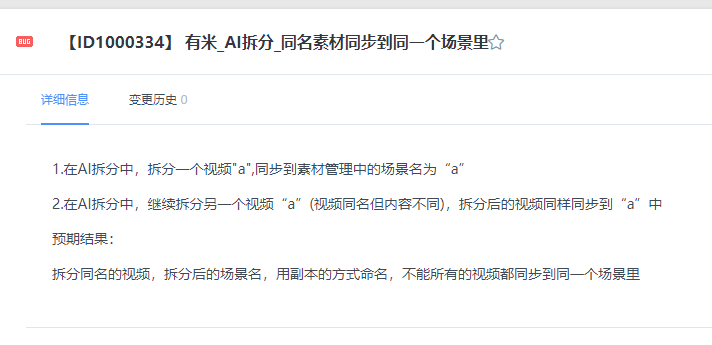 BUG 【ID1000334】 有米_AI拆分_同名素材同步到同一个场景里
详细信息 变更历史 0
1.在AI拆分中，拆分一个视频"a",同步到素材管理中的场景名为“a”
2.在AI拆分中，继续拆分另一个视频“a”(视频同名但内容不同)，拆分后的视频同样同步到“a”中
预期结果：
拆分同名的视频，拆分后的场景名，用副本的方式命名，不能所有的视频都同步到同一个场景里